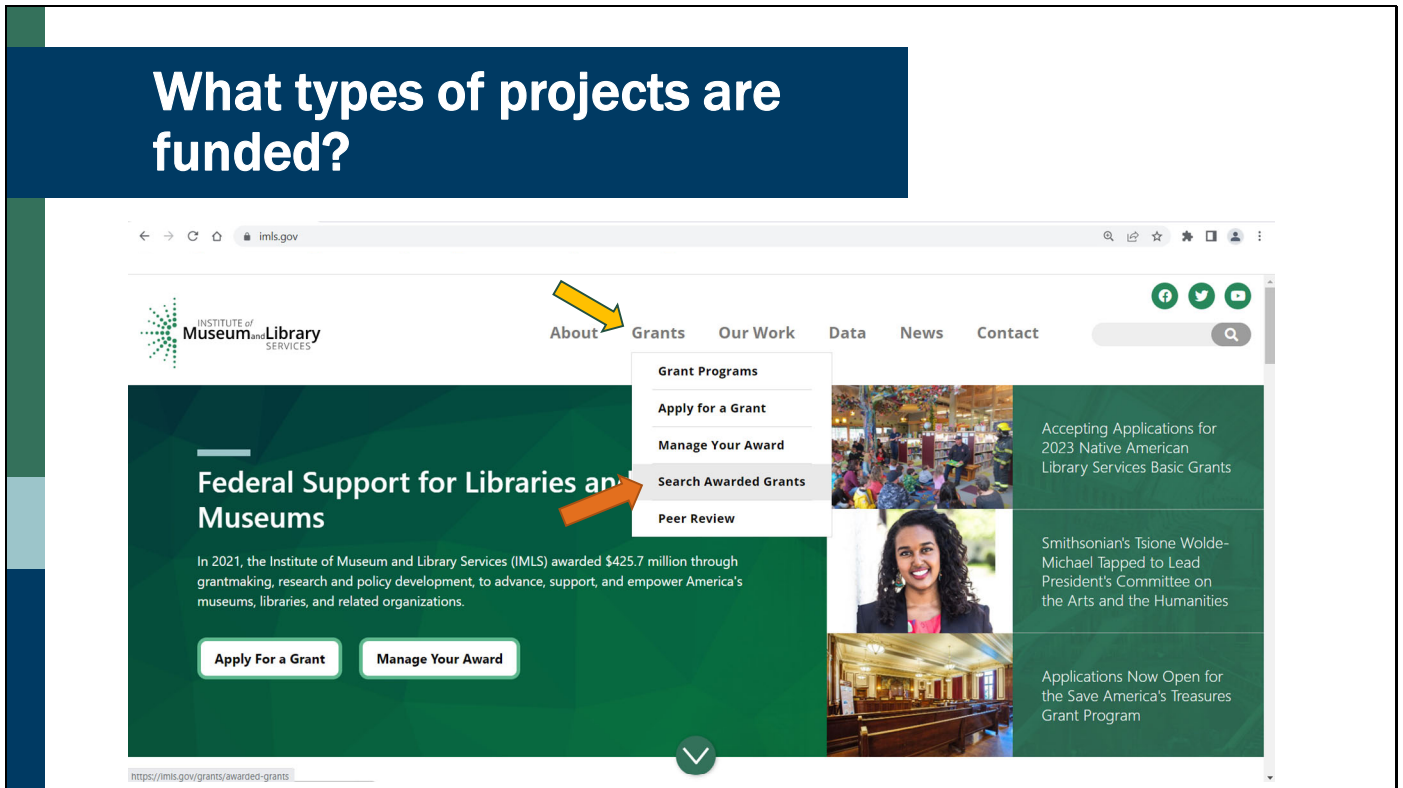 What types of projects are
funded?
imls.gov
INSTITUTE of
Museum and Library
SERVICES
About
Grants
Our Work
Data
News
Contact
Grant Programs
Apply for a Grant
Manage Your Award
Search Awarded Grants
Peer Review
Federal Support for Libraries an
Museums
In 2021, the Institute of Museum and Library Services (IMLS) awarded $425.7 million through
grantmaking, research and policy development, to advance, support, and empower America's
museums, libraries, and related organizations.
Apply For a Grant
Manage Your Award
Accepting Applications for
2023 Native American
Library Services Basic Grants
Smithsonian's Tsione Wolde-
Michael Tapped to Lead
President's Committee on
the Arts and the Humanities
Applications Now Open for
the Save America's Treasures
Grant Program
https://imls.gov/grants/awarded-grants